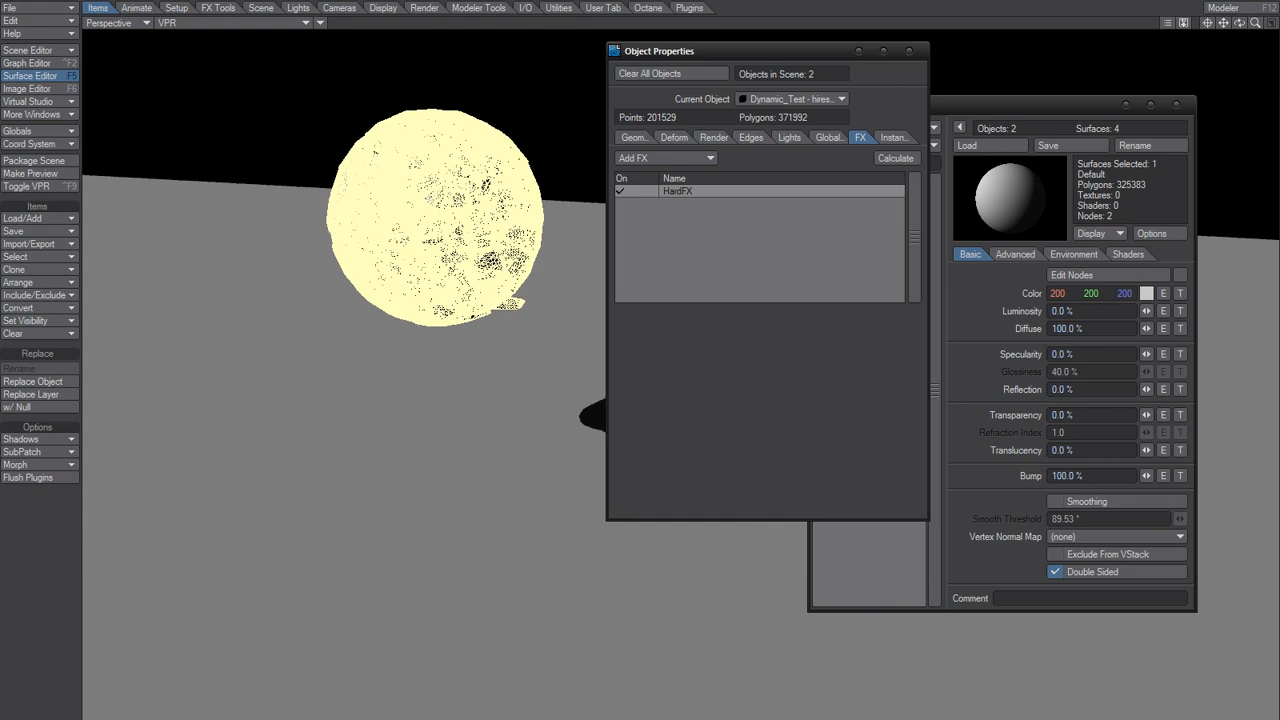 File
Edit
Help
Scene Editor
Graph Editor ^F2
Surface Editor F5
Image Editor F6
Virtual Studio
More Windows
Globals
Coord System
Package Scene
Make Preview
Toggle VPR ^F9
Items
Load/Add
Save
Import/Export
Select
Clone
Arrange
Include/Exclude
Convert
Set Visibility
Clear
Replace
Rename
Replace Object
Replace Layer
w/ Null
Options
Shadows
SubPatch
Morph
Flush Plugins
Items Animate Setup FX Tools Scene Lights Cameras Display Render Modeler Tools I/O Utilities User Tab Octane Plugins Modeler F12
Perspective VPR
Object Properties
Clear All Objects Objects in Scene: 2
Current Object Dynamic_Test - hires..
Points: 201529 Polygons: 371992
Geom. Deform Render Edges Lights Global. FX Instan..
Add FX Calculate
On Name
HardFX
Objects: 2 Surfaces: 4
Load Save Rename
Surfaces Selected: 1
Default
Polygons: 325383
Textures: 0
Shaders: 0
Nodes: 2
Display Options
Basic Advanced Environment Shaders
Edit Nodes
Color 200 200 200 E T
Luminosity 0.0 % E T
Diffuse 100.0 % E T
Specularity 0.0 % E T
Glossiness 40.0 % E T
Reflection 0.0 % E T
Transparency 0.0 % E T
Refraction Index 1.0 E T
Translucency 0.0 % E T
Bump 100.0 % E T
Smoothing
Smooth Threshold 89.53 °
Vertex Normal Map (none)
Exclude From VStack
Double Sided
Comment